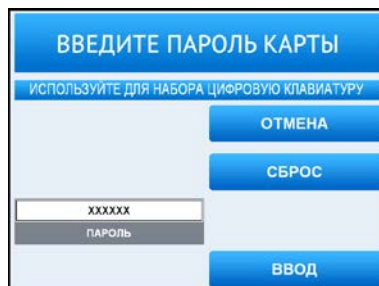 ВВЕДИТЕ ПАРОЛЬ КАРТЫ
ИСПОЛЬЗУЙТЕ ДЛЯ НАБОРА ЦИФРОВУЮ КЛАВИАТУРУ
ОТМЕНА
СБРОС
XXXXXX
ПАРОЛЬ
ВВОД